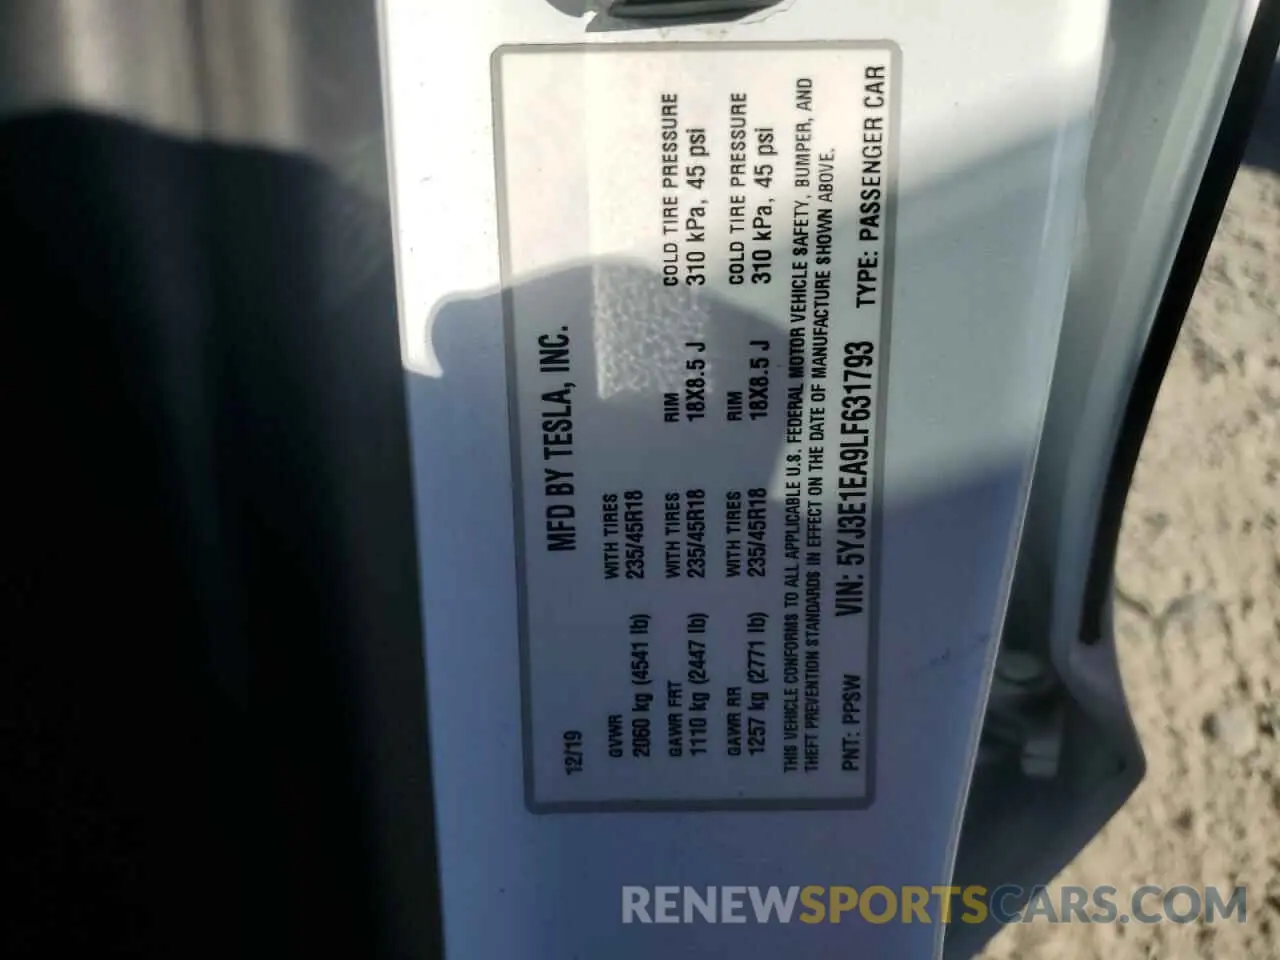 MFD BY TESLA, INC.
12/19
GVWR WITH TIRES
2060 kg (4541 lb) 235/45R18
GAWR FRT WITH TIRES RIM COLD TIRE PRESSURE
1110 kg (2447 lb) 235/45R18 18X8.5 J 310 kPa, 45 psi
GAWR RR WITH TIRES RIM COLD TIRE PRESSURE
1257 kg (2771 lb) 235/45R18 18X8.5 J 310 kPa, 45 psi
THIS VEHICLE CONFORMS TO ALL APPLICABLE U.S. FEDERAL MOTOR VEHICLE SAFETY, BUMPER, AND
THEFT PREVENTION STANDARDS IN EFFECT ON THE DATE OF MANUFACTURE SHOWN ABOVE.
PNT: PPSW VIN: 5YJ3E1EA9LF631793 TYPE: PASSENGER CAR
RENEWSPORTSCARS.COM